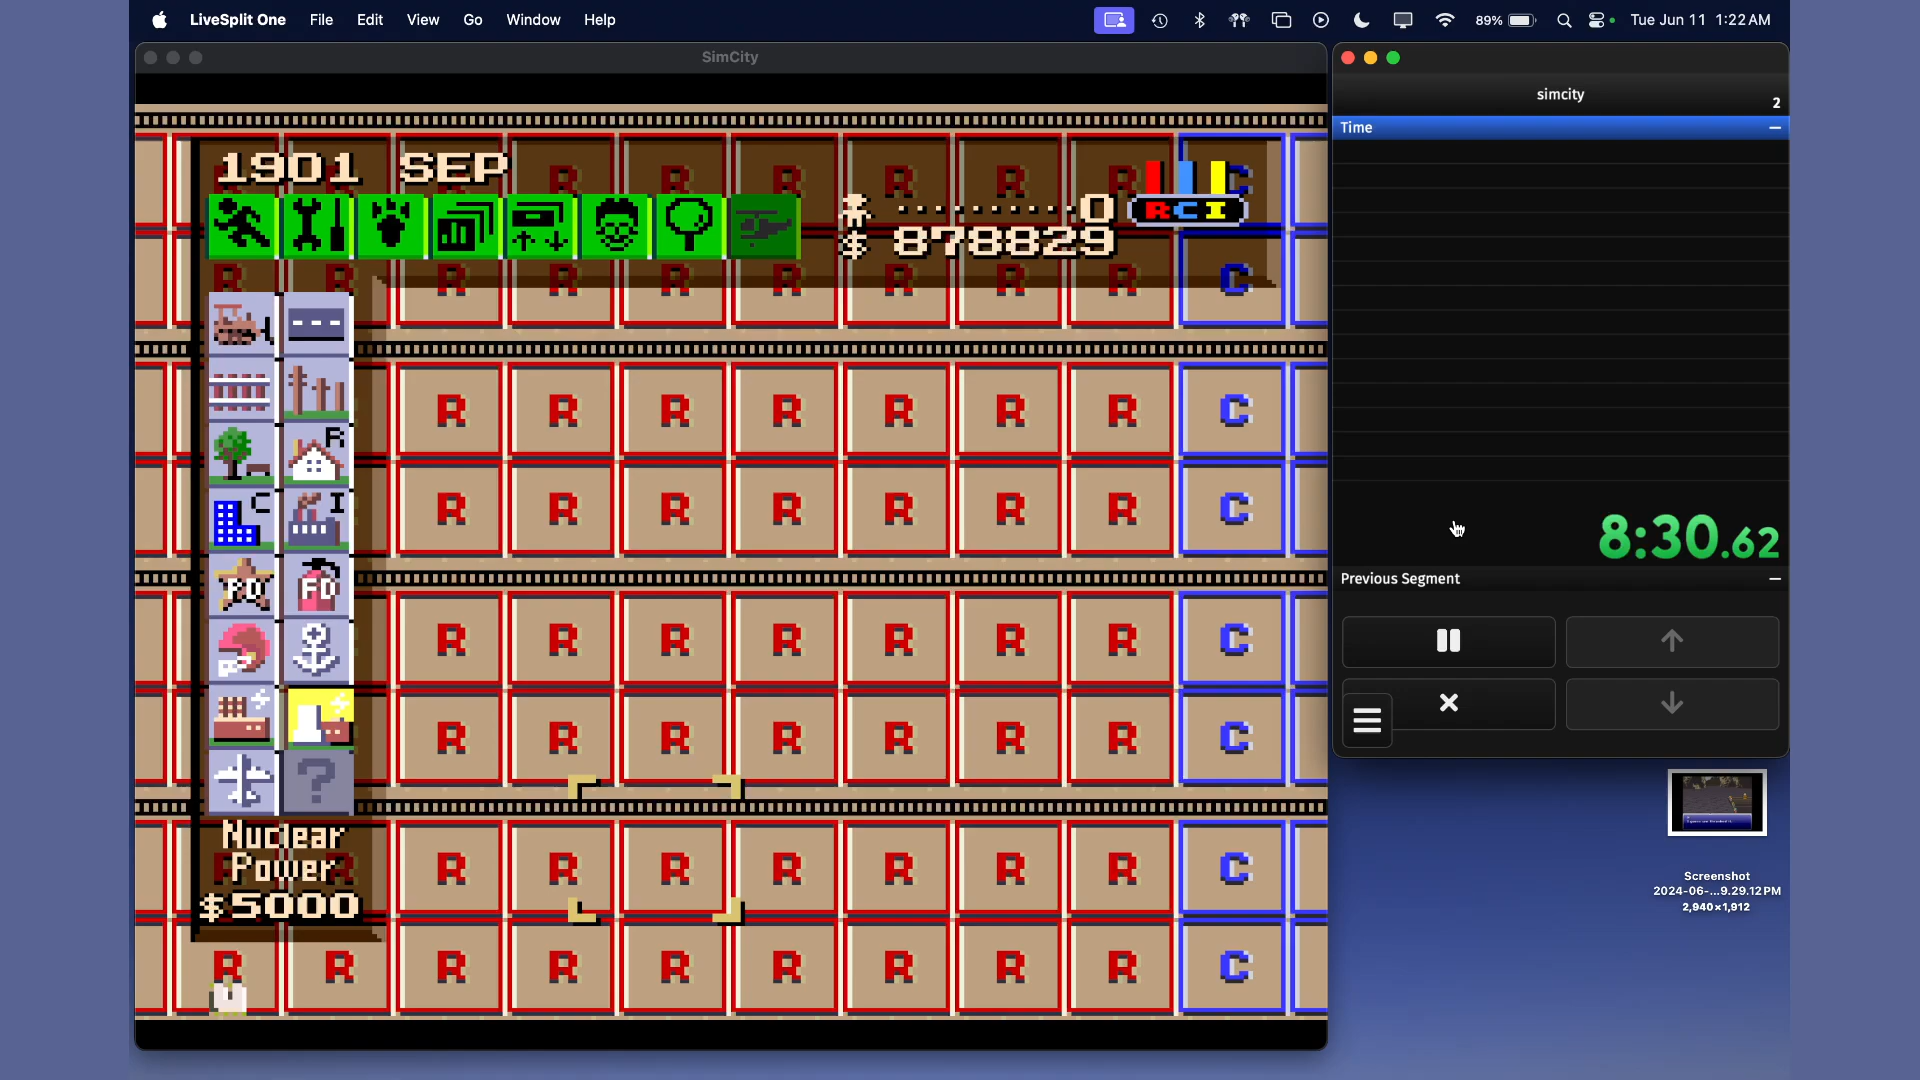 LiveSplit One File Edit View Go Window Help
89% Tue Jun 11 1:22 AM
SimCity
1901 SEP
0
$ 878829
RCI
R R R R R R R C
R R R R R R R R R C
R
R R R R R R R C
C
R R R R R R R C
I
PD FD
R R R R R R R C
R R R R R R R C
?
Nuclear
Power
$5000
R R R R R R R C
R R R R R R R R R C
simcity
2
Time
8:30.62
Previous Segment
Screenshot
2024-06-...9.29.12 PM
2,940×1,912